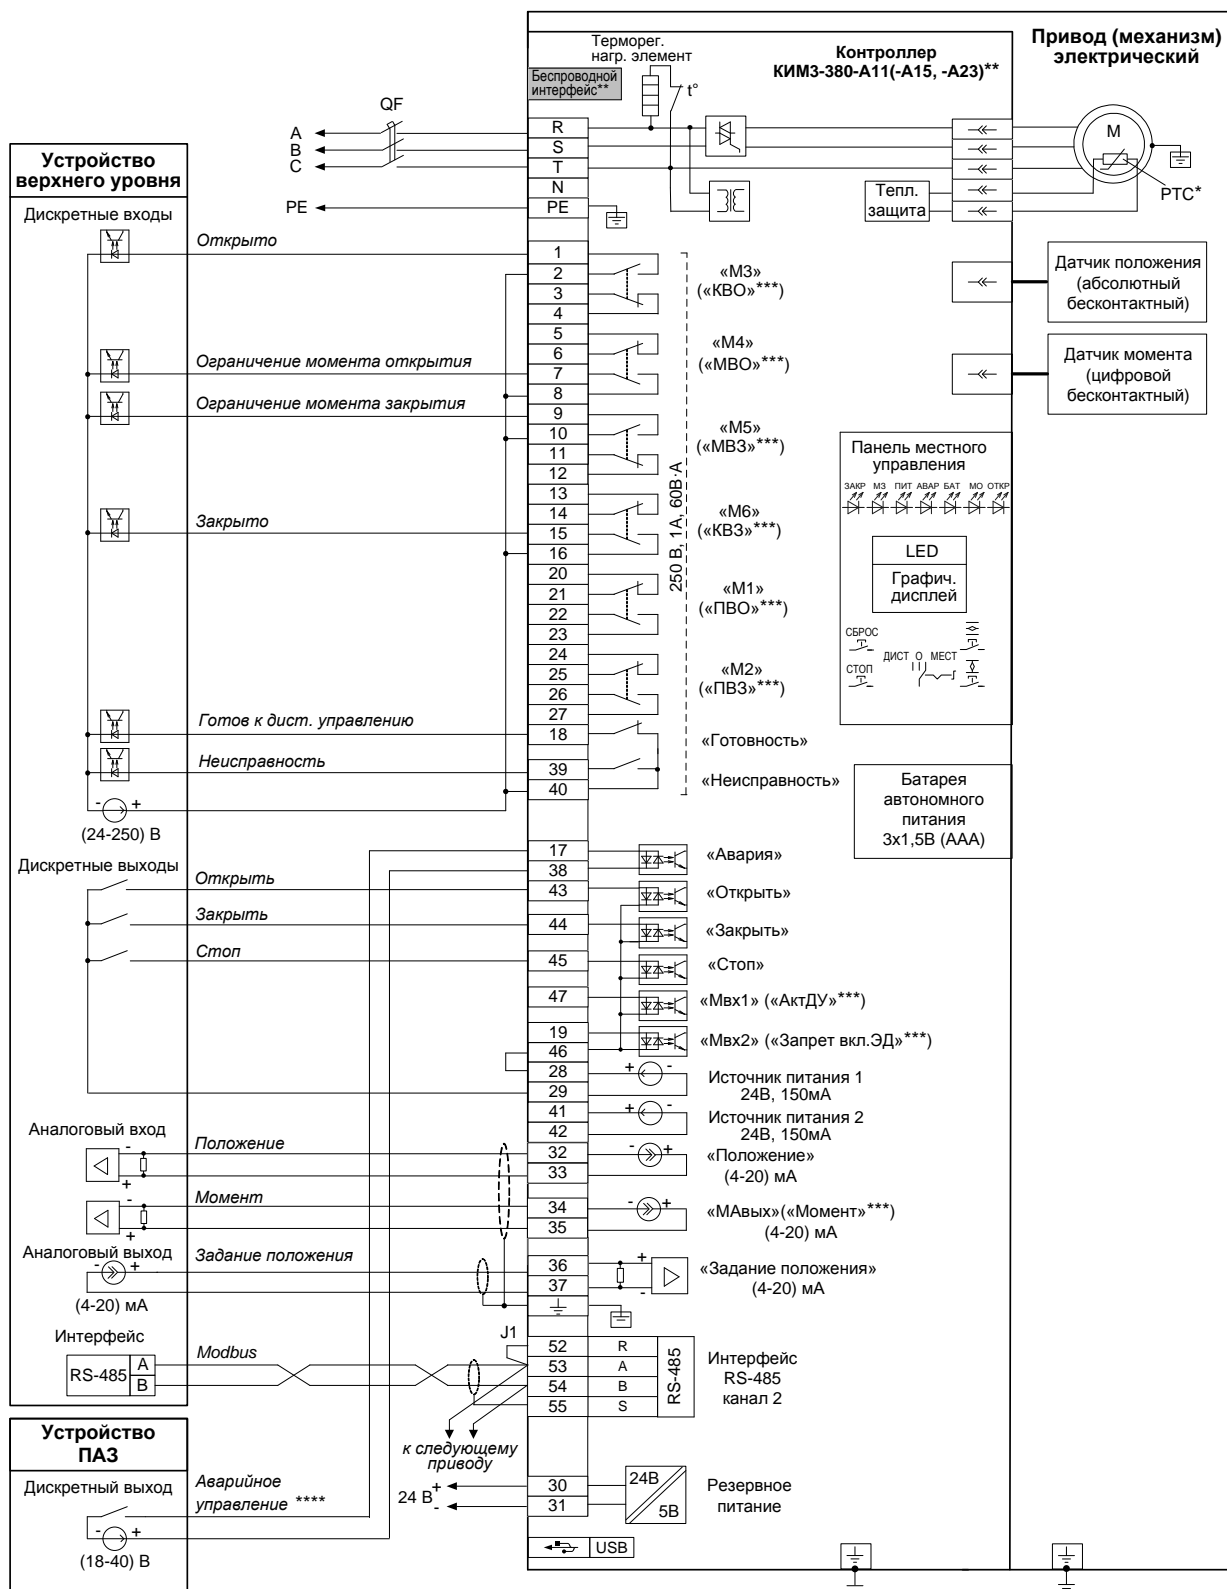 Привод (механизм)
электрический
Контроллер
КИМ3-380-А11(-А15, -А23)**
Терморег.
нагр. элемент
Беспроводной
интерфейс**
t°
QF
A
B
C
PE
R
S
T
N
PE
M
PTC*
Тепл.
защита
Устройство
верхнего уровня
Дискретные входы
Открыто
Ограничение момента открытия
Ограничение момента закрытия
Закрыто
Готов к дист. управлению
Неисправность
- +
(24-250) В
1
2
3
4
5
6
7
8
9
10
11
12
13
14
15
16
20
21
22
23
24
25
26
27
18
39
40
«М3»
(«КВО»***)
«М4»
(«МВО»***)
«М5»
(«МВЗ»***)
«М6»
(«КВЗ»***)
«М1»
(«ПВО»***)
«М2»
(«ПВЗ»***)
«Готовность»
«Неисправность»
250 В, 1А, 60В·А
Датчик положения
(абсолютный
бесконтактный)
Датчик момента
(цифровой
бесконтактный)
Панель местного
управления
ЗАКР МЗ ПИТ АВАР БАТ МО ОТКР
LED
Графич.
дисплей
СБРОС
СТОП
ДИСТ О МЕСТ
Батарея
автономного
питания
3х1,5В (ААА)
Дискретные выходы
Открыть
Закрыть
Стоп
17
38
43
44
45
47
19
46
28
29
41
42
32
33
34
35
36
37
«Авария»
«Открыть»
«Закрыть»
«Стоп»
«Мвх1» («АктДУ»***)
«Мвх2» («Запрет вкл.ЭД»***)
+ -
Источник питания 1
24В, 150мА
+ -
Источник питания 2
24В, 150мА
- +
«Положение»
(4-20) мА
- +
«МАвых»(«Момент»***)
(4-20) мА
+
-
«Задание положения»
(4-20) мА
Аналоговый вход
-
+
Положение
-
+
Момент
Аналоговый выход
- +
(4-20) мА
Задание положения
Интерфейс
RS-485
A
B
Modbus
J1
52 R
53 A
54 B
55 S
RS-485
Интерфейс
RS-485
канал 2
к следующему
приводу
Устройство
ПАЗ
Дискретный выход
- +
(18-40) В
Аварийное
управление ****
24 В
+
-
30
31
24В
5В
Резервное
питание
USB